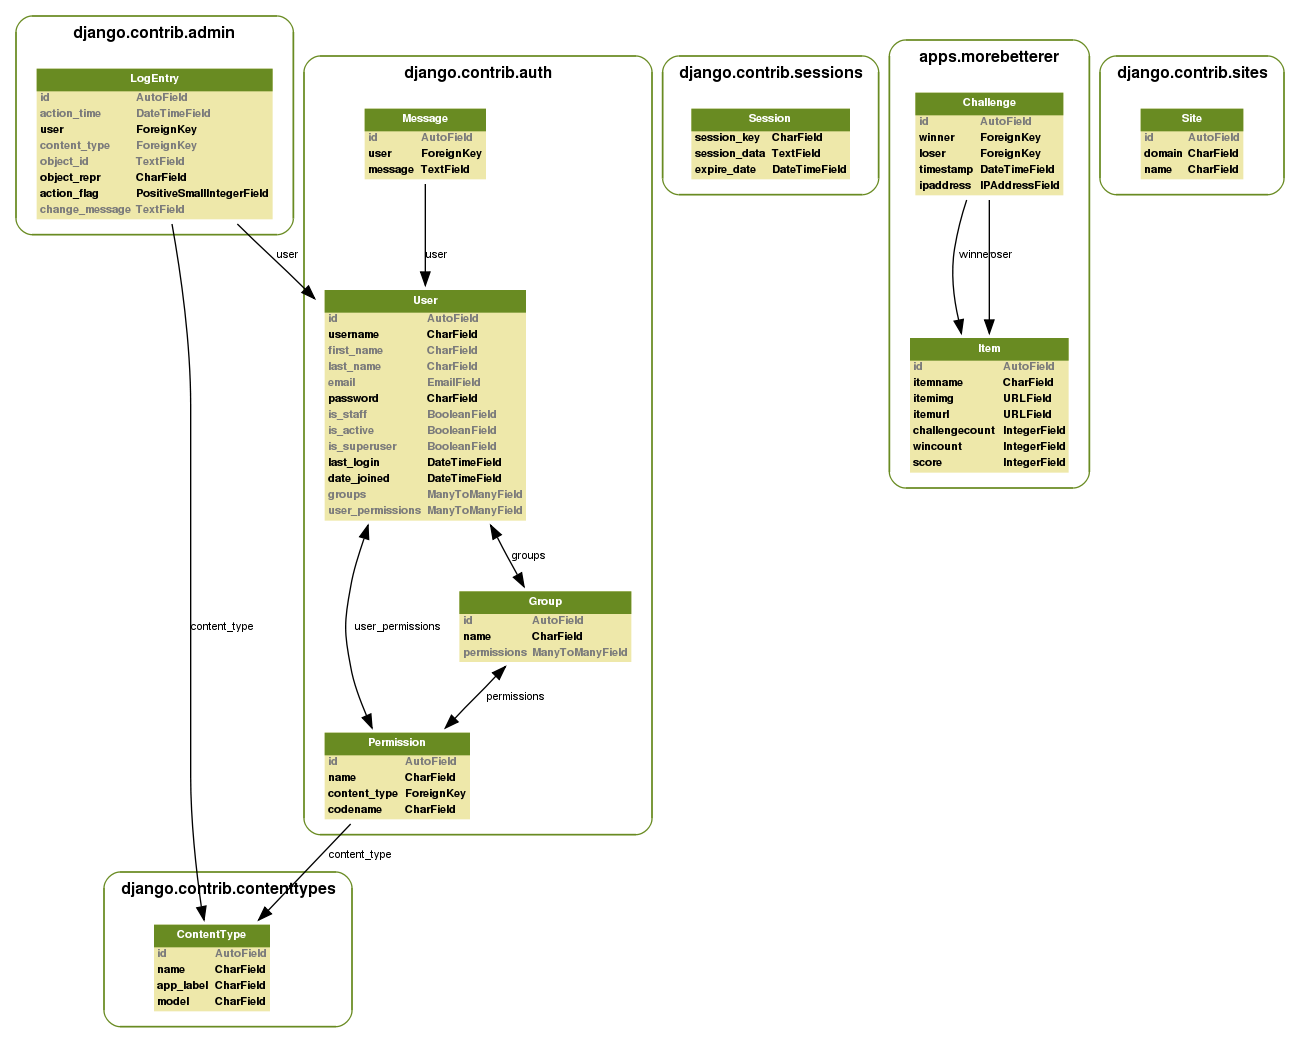 django.contrib.admin
LogEntry
id AutoField
action_time DateTimeField
user ForeignKey
content_type ForeignKey
object_id TextField
object_repr CharField
action_flag PositiveSmallIntegerField
change_message TextField
django.contrib.auth
Message
id AutoField
user ForeignKey
message TextField
django.contrib.sessions
Session
session_key CharField
session_data TextField
expire_date DateTimeField
apps.morebetterer
Challenge
id AutoField
winner ForeignKey
loser ForeignKey
timestamp DateTimeField
ipaddress IPAddressField
django.contrib.sites
Site
id AutoField
domain CharField
name CharField
user
user
User
id AutoField
username CharField
first_name CharField
last_name CharField
email EmailField
password CharField
is_staff BooleanField
is_active BooleanField
is_superuser BooleanField
last_login DateTimeField
date_joined DateTimeField
groups ManyToManyField
user_permissions ManyToManyField
Item
id AutoField
itemname CharField
itemimg URLField
itemurl URLField
challengecount IntegerField
wincount IntegerField
score IntegerField
groups
Group
id AutoField
name CharField
permissions ManyToManyField
content_type
user_permissions
permissions
Permission
id AutoField
name CharField
content_type ForeignKey
codename CharField
content_type
django.contrib.contenttypes
ContentType
id AutoField
name CharField
app_label CharField
model CharField